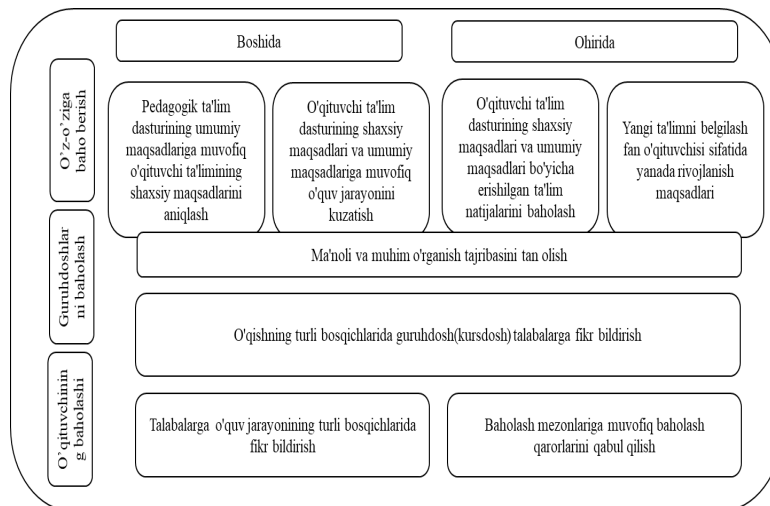 Boshida
Ohirida
O'z-o'ziga
baho berish
Pedagogik ta'lim
dasturining umumiy
maqsadlariga muvofiq
o'qituvchi ta'limining
shaxsiy maqsadlarini
aniqlash
O'qituvchi ta'lim
dasturining shaxsiy
maqsadlari va umumiy
maqsadlariga muvofiq
o'quv jarayonini
kuzatish
O'qituvchi ta'lim
dasturining shaxsiy
maqsadlari va umumiy
maqsadlari bo'yicha
erishilgan ta'lim
natijalarini baholash
Yangi ta'limni belgilash
fan o'qituvchisi sifatida
yanada rivojlanish
maqsadlari
Guruhdoshlar
ni baholash
Ma'noli va muhim o'rganish tajribasini tan olish
O'qishning turli bosqichlarida guruhdosh(kursdosh) talabalarga fikr bildirish
O'qituvchinin
g baholashi
Talabalarga o'quv jarayonining turli bosqichlarida
fikr bildirish
Baholash mezonlariga muvofiq baholash
qarorlarini qabul qilish